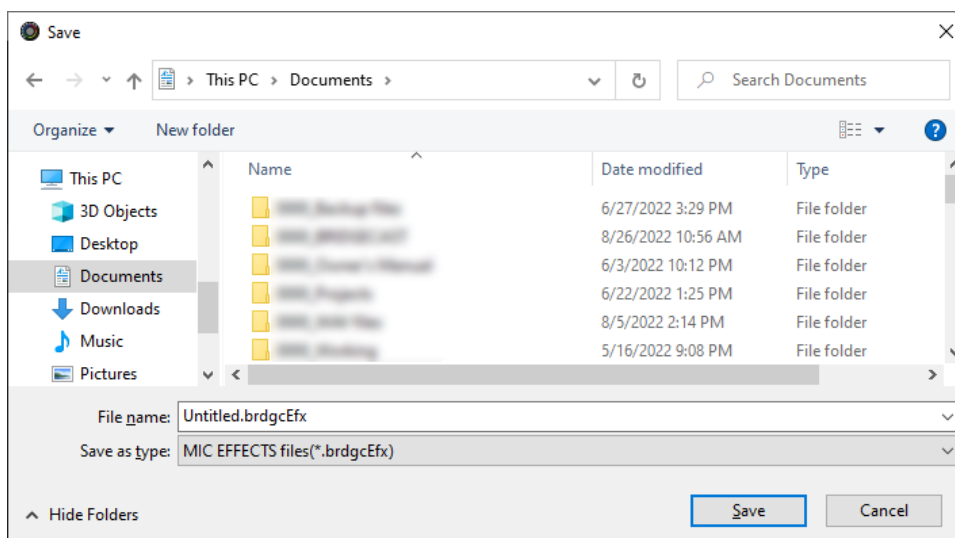 Save
This PC > Documents >
Search Documents
Organize
New folder
This PC
3D Objects
Desktop
Documents
Downloads
Music
Pictures
Name Date modified Type
6/27/2022 3:29 PM File folder
8/26/2022 10:56 AM File folder
6/3/2022 10:12 PM File folder
6/22/2022 1:25 PM File folder
8/5/2022 2:14 PM File folder
5/16/2022 9:08 PM File folder
File name: Untitled.brdgcEfx
Save as type: MIC EFFECTS files(*.brdgcEfx)
Hide Folders
Save
Cancel